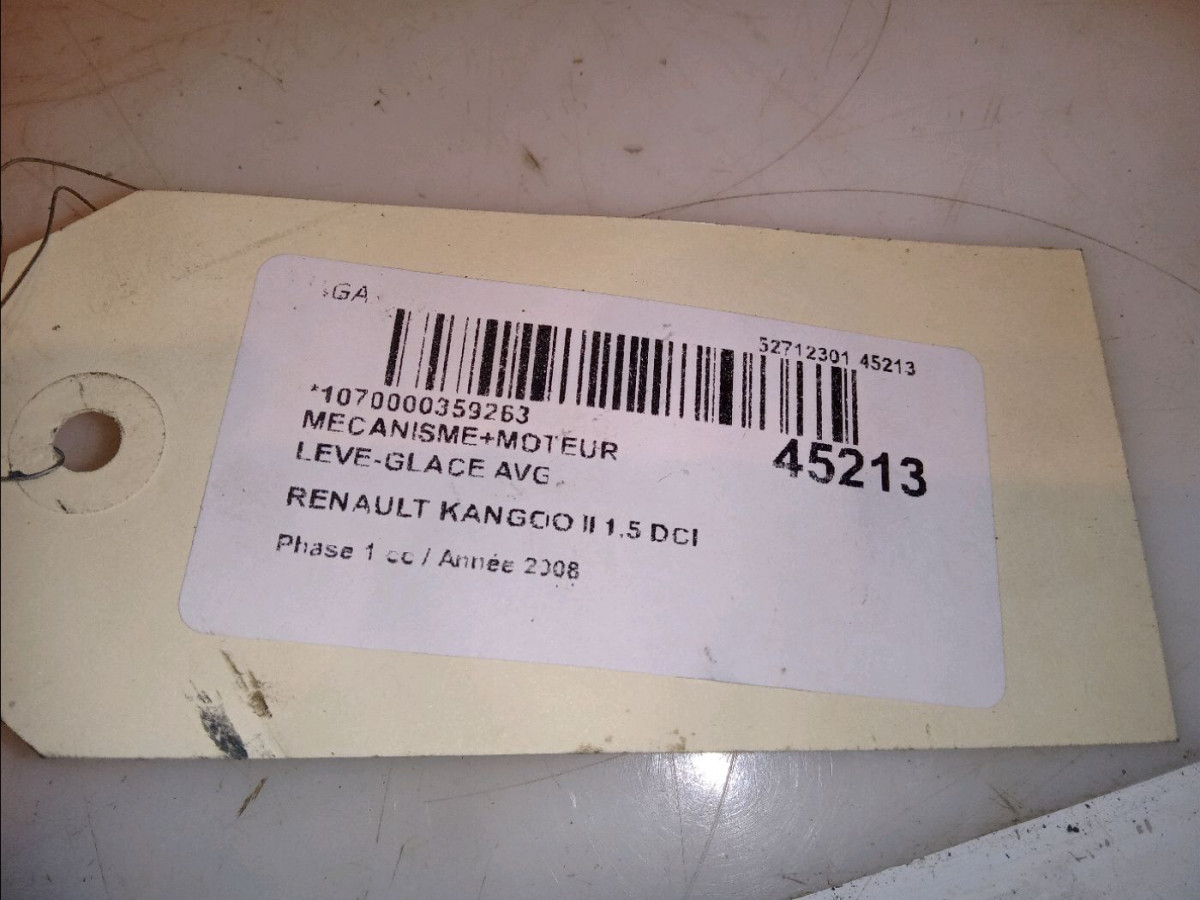 52712301 45213
*1070000359263
MECANISME+MOTEUR
LEVE-GLACE AVG
45213
RENAULT KANGOO II 1.5 DCI
Phase 1 cc / Année 2008